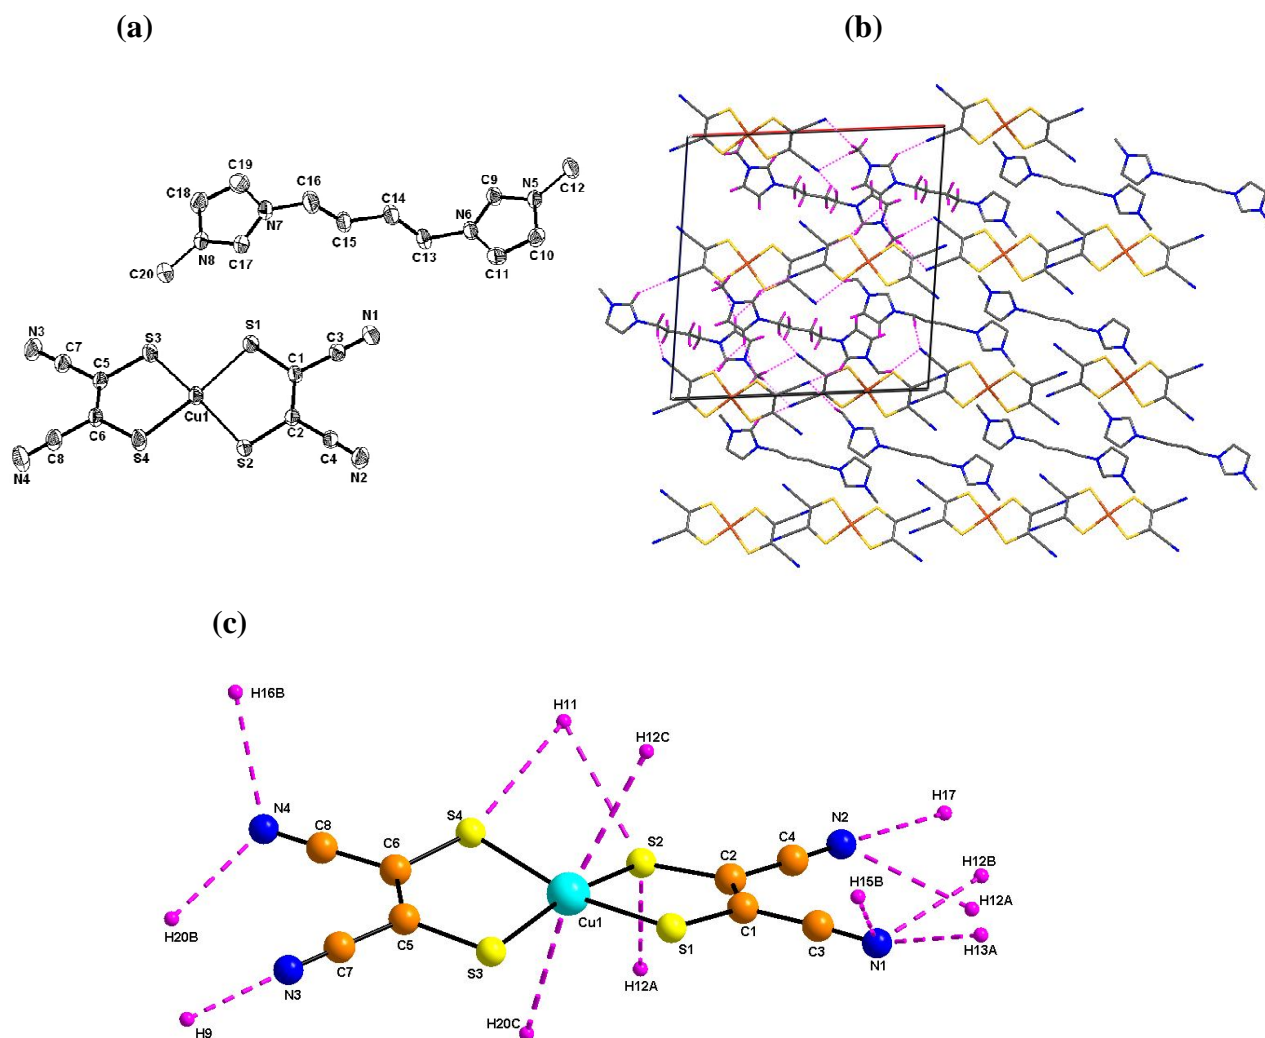 (a)
(b)
C19
C18
C16
C14
C9
N5
C12
N7
C15
N6
N8
C17
C13
C10
C20
C11
N3
C7
S3
S1
N1
C3
C5
C1
Cu1
C6
S4
C2
C8
S2
C4
N4
N2
(c)
H16B
H11
H12C
N4
S4
H17
C8
N2
C6
S2
C4
C2
H12B
H15B
H12A
Cu1
H20B
C5
S1
C1
H13A
C7
S3
C3
N1
N3
H12A
H9
H20C